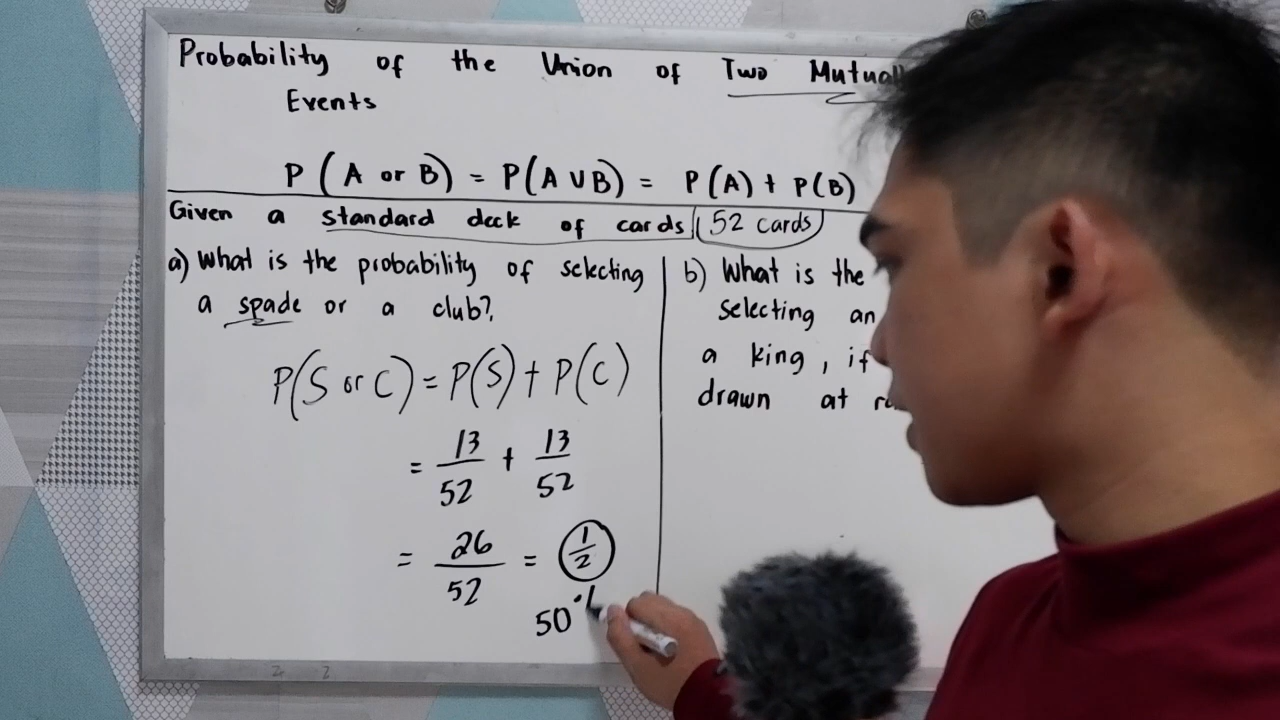 Probability of the Union of Two
Events
P (A or B) = P(A ∪ B) = P(A) + P(B)
Given a standard deck of cards 52 cards
a) What is the probability of selecting
a spade or a club?
P(S or C) = P(S) + P(C)
= 13/52 + 13/52
= 26/52 = 1/2
50%
b) What is the
selecting an
a king, if
drawn at